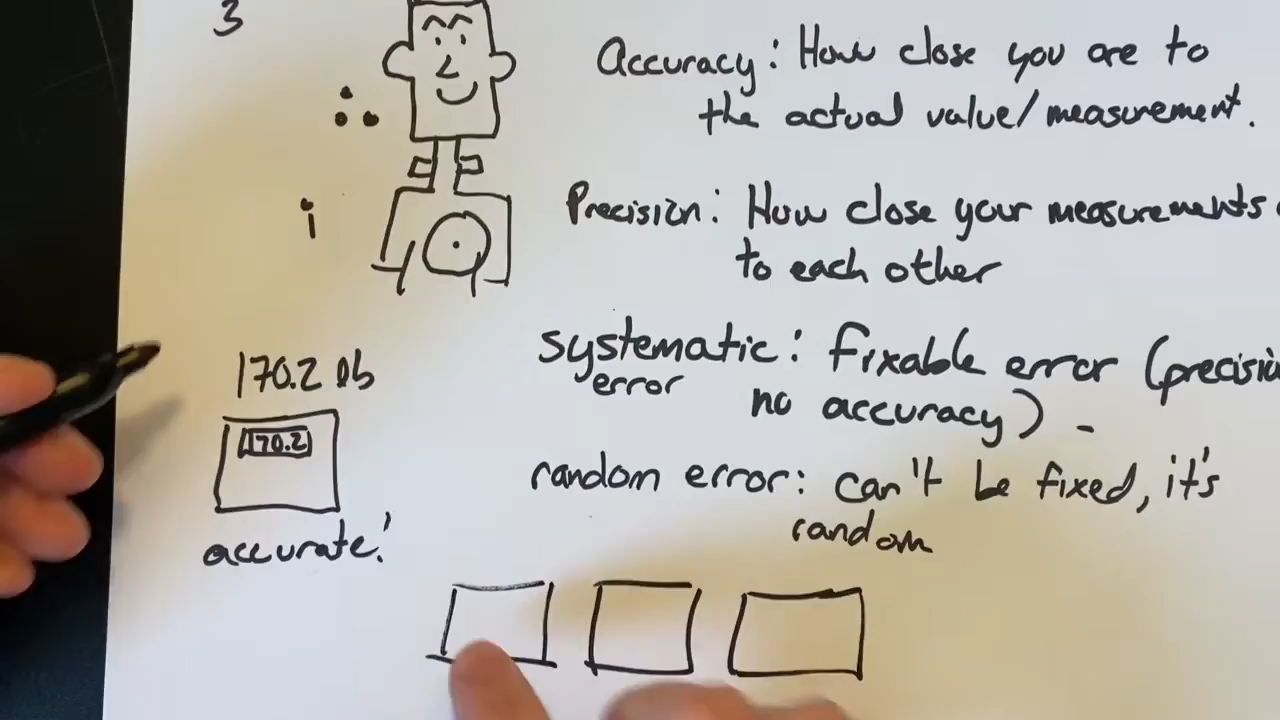 3
Accuracy: How close you are to
the actual value/measurement.
Precision: How close your measurements
to each other
i
systematic: fixable error (precision
error no accuracy) -
170.2 lb
170.2
random error: can't be fixed, it's
random
accurate!